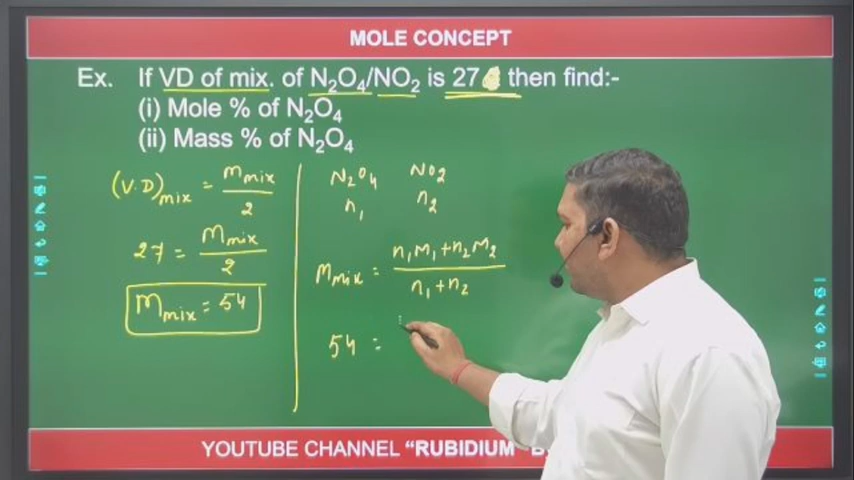 MOLE CONCEPT
Ex. If VD of mix. of N₂O₄/NO₂ is 27 then find:-
(i) Mole % of N₂O₄
(ii) Mass % of N₂O₄
(V.D)mix = Mmix/2
27 = Mmix/2
Mmix = 54
N₂O₄ NO₂
n₁ n₂
Mmix = n₁M₁+n₂M₂/n₁+n₂
54 =
YOUTUBE CHANNEL “RUBIDIUM